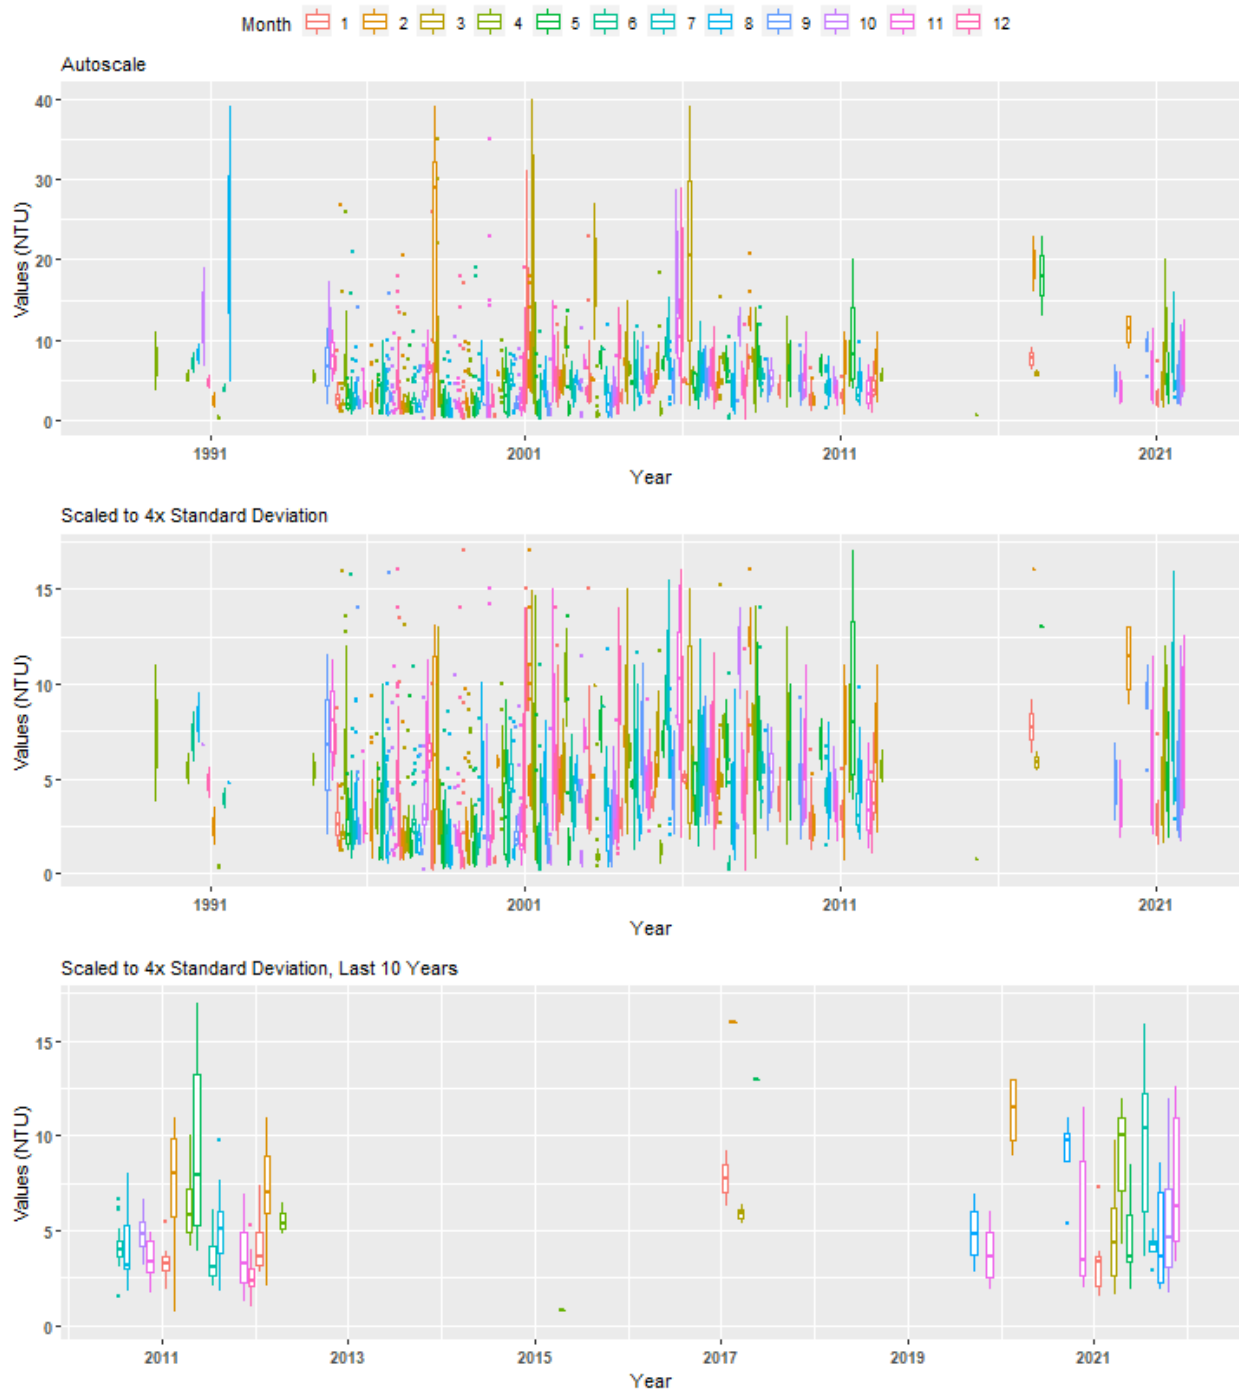 Month 1 2 3 4 5 6 7 8 9 10 11 12
Autoscale
40
30
20
10
0
Values (NTU)
1991 2001 2011 2021
Year
Scaled to 4x Standard Deviation
15
10
5
0
Values (NTU)
1991 2001 2011 2021
Year
Scaled to 4x Standard Deviation, Last 10 Years
15
10
5
0
Values (NTU)
2011 2013 2015 2017 2019 2021
Year